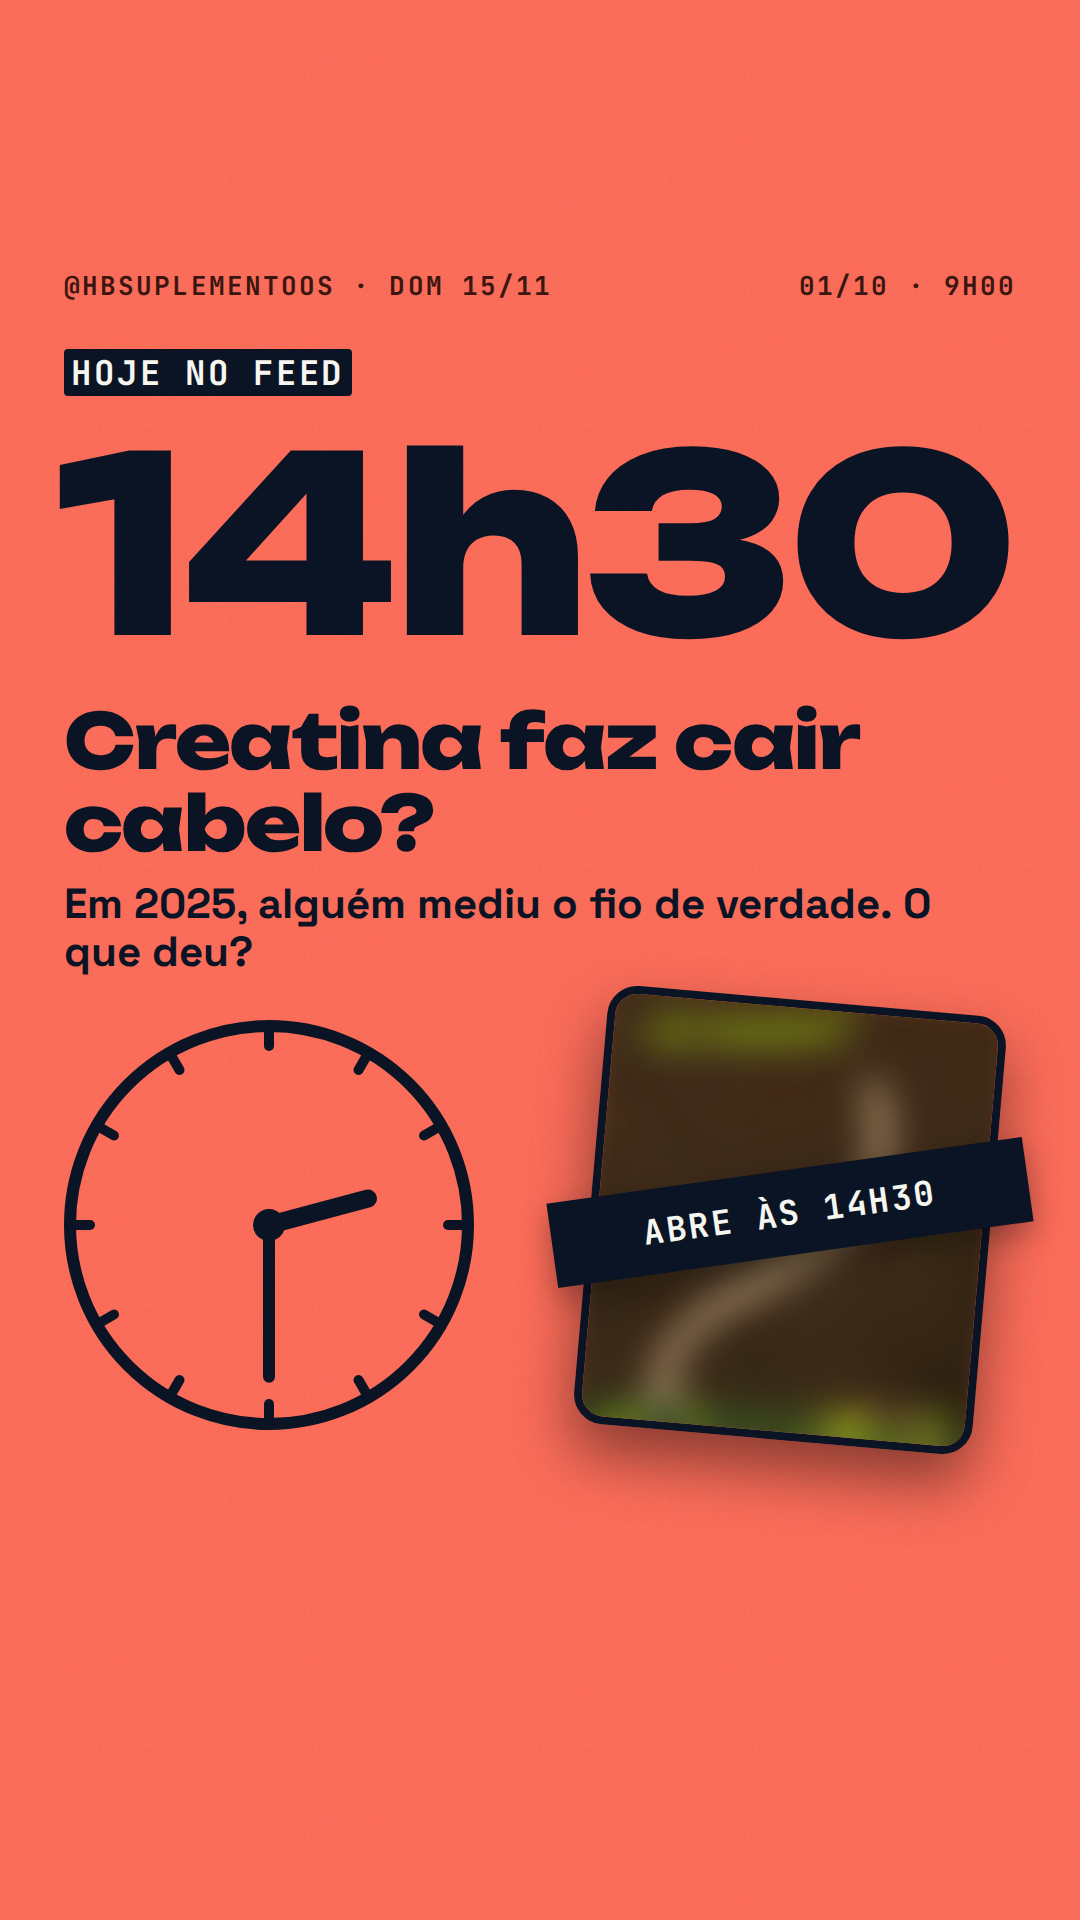 @HBSUPLEMENTOOS · DOM 15/11
01/10 · 9H00
HOJE NO FEED
14h30
Creatina faz cair
cabelo?
Em 2025, alguém mediu o fio de verdade. O
que deu?
ABRE ÀS 14H30